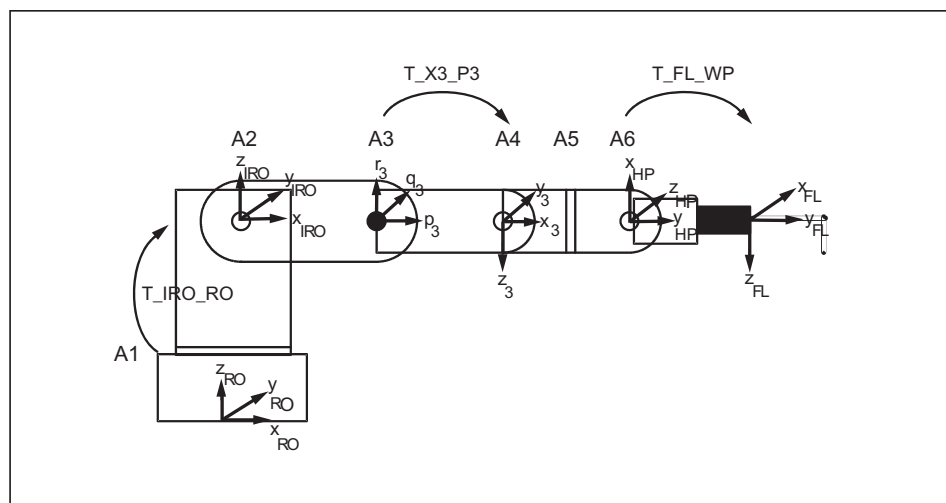 T_X3_P3
T_FL_WP
A2
A3
A4
A5
A6
z IRO
y IRO
x IRO
r 3
q 3
p 3
y 3
x 3
z 3
x HP
z HP
y HP
x FL
y FL
z FL
T_IRO_RO
A1
z RO
y RO
x RO